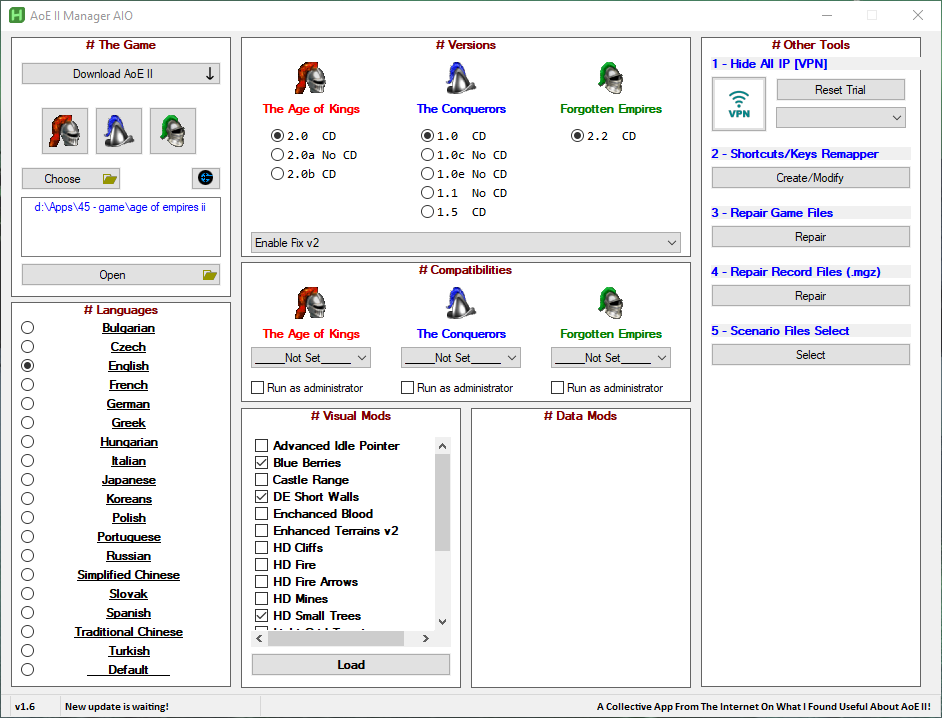 AoE II Manager AIO
# The Game
Download AoE II
Choose
d:\Apps\45 - game\age of empires ii
Open
# Languages
Bulgarian
Czech
English
French
German
Greek
Hungarian
Italian
Japanese
Koreans
Polish
Portuguese
Russian
Simplified Chinese
Slovak
Spanish
Traditional Chinese
Turkish
Default
# Versions
The Age of Kings
The Conquerors
Forgotten Empires
2.0 CD
2.0a No CD
2.0b CD
1.0 CD
1.0c No CD
1.0e No CD
1.1 No CD
1.5 CD
2.2 CD
Enable Fix v2
# Compatibilities
The Age of Kings
The Conquerors
Forgotten Empires
____Not Set____
____Not Set____
____Not Set____
Run as administrator
Run as administrator
Run as administrator
# Visual Mods
Advanced Idle Pointer
Blue Berries
Castle Range
DE Short Walls
Enchanced Blood
Enhanced Terrains v2
HD Cliffs
HD Fire
HD Fire Arrows
HD Mines
HD Small Trees
Load
# Data Mods
# Other Tools
1 - Hide All IP [VPN]
VPN
Reset Trial
2 - Shortcuts/Keys Remapper
Create/Modify
3 - Repair Game Files
Repair
4 - Repair Record Files (.mgz)
Repair
5 - Scenario Files Select
Select
v1.6
New update is waiting!
A Collective App From The Internet On What I Found Useful About AoE II!